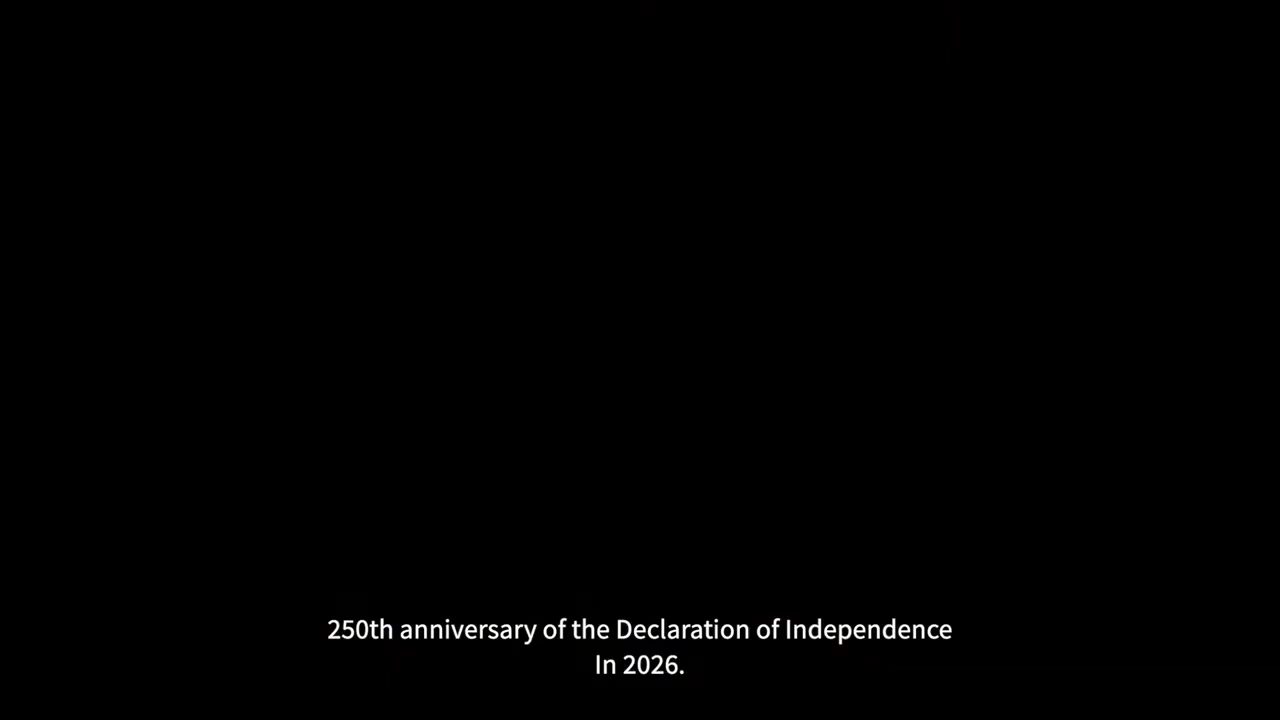 250th anniversary of the Declaration of Independence
In 2026.